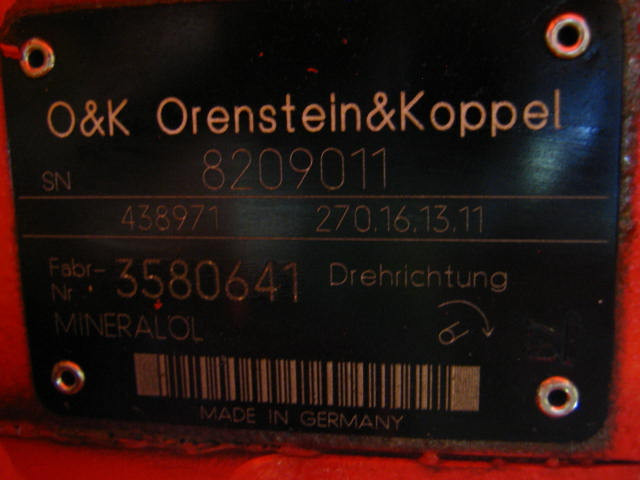 O&K Orenstein&Koppel
SN 8209011
438971 270.16.13.11
Fabr-Nr. 3580641 Drehrichtung
MINERALÖL
MADE IN GERMANY